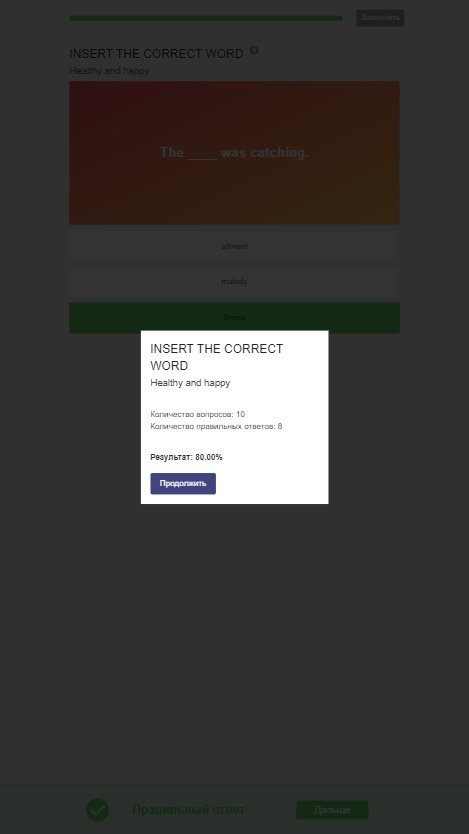 Закончить
INSERT THE CORRECT WORD ?
Healthy and happy
The ____ was catching.
ailment
malady
illness
INSERT THE CORRECT
WORD
Healthy and happy
Количество вопросов: 10
Количество правильных ответов: 8
Результат: 80.00%
Продолжить
Правильный ответ
Дальше